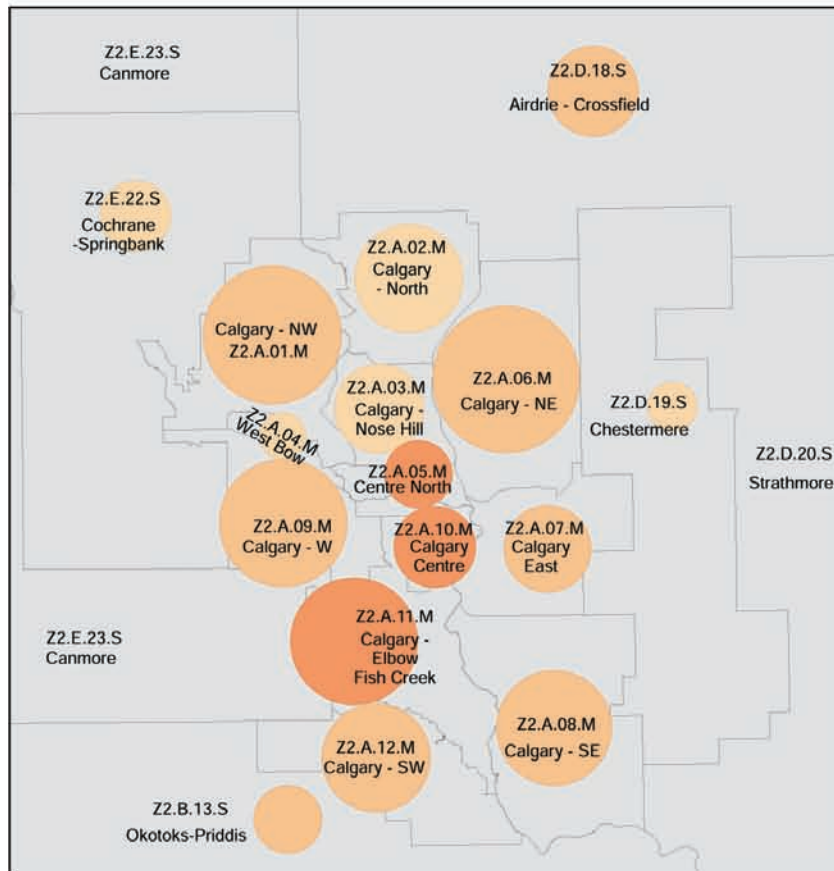 Z2.E.23.S
Canmore
Z2.D.18.S
Airdrie - Crossfield
Z2.E.22.S
Cochrane
-Springbank
Z2.A.02.M
Calgary
- North
Calgary - NW
Z2.A.01.M
Z2.A.03.M
Calgary -
Nose Hill
Z2.A.06.M
Calgary - NE
Z2.D.19.S
Chestermere
Z2.A.04.M
West Bow
Z2.A.05.M
Centre North
Z2.D.20.S
Strathmore
Z2.A.09.M
Calgary - W
Z2.A.10.M
Calgary
Centre
Z2.A.07.M
Calgary
East
Z2.E.23.S
Canmore
Z2.A.11.M
Calgary -
Elbow
Fish Creek
Z2.A.12.M
Calgary - SW
Z2.A.08.M
Calgary - SE
Z2.B.13.S
Okotoks-Priddis